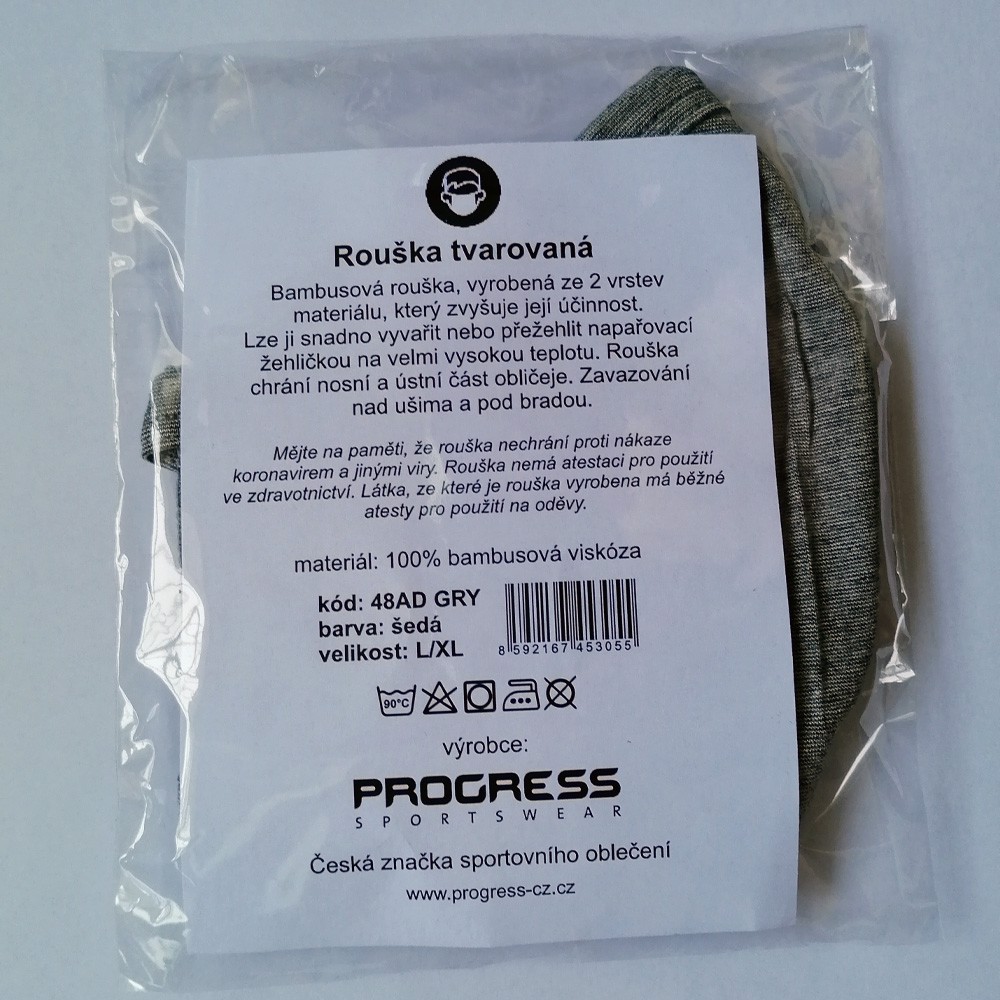 Rouška tvarovaná
Bambusová rouška, vyrobená ze 2 vrstev
materiálu, který zvyšuje její účinnost.
Lze ji snadno vyvařit nebo přežehlit napařovací
žehličkou na velmi vysokou teplotu. Rouška
chrání nosní a ústní část obličeje. Zavazování
nad ušima a pod bradou.
Mějte na paměti, že rouška nechrání proti nákaze
koronavirem a jinými viry. Rouška nemá atestaci pro použití
ve zdravotnictví. Látka, ze které je rouška vyrobena má běžné
atesty pro použití na oděvy.
materiál: 100% bambusová viskóza
kód: 48AD GRY
barva: šedá
velikost: L/XL
8 592167 453055
90°C
výrobce:
PROGRESS
SPORTSWEAR
Česká značka sportovního oblečení
www.progress-cz.cz